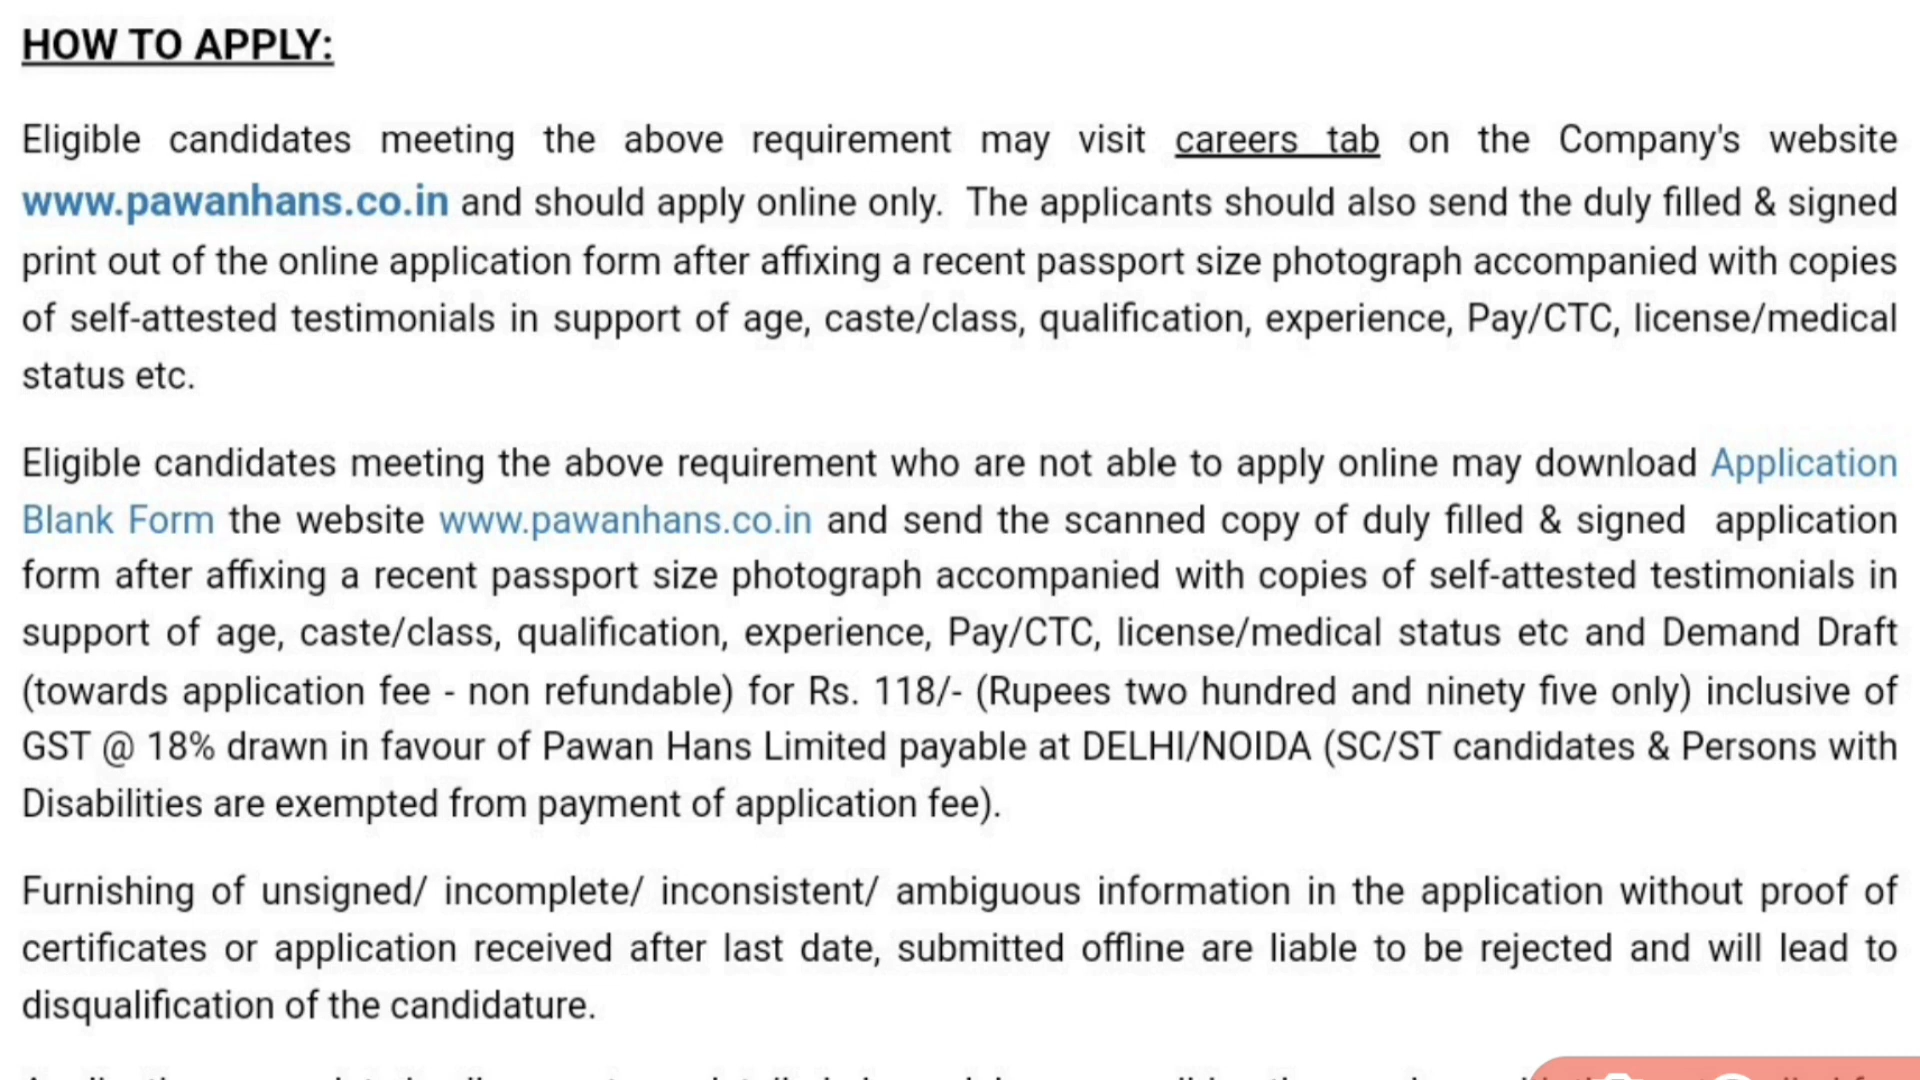 HOW TO APPLY:
Eligible candidates meeting the above requirement may visit careers tab on the Company's website
www.pawanhans.co.in and should apply online only. The applicants should also send the duly filled & signed
print out of the online application form after affixing a recent passport size photograph accompanied with copies
of self-attested testimonials in support of age, caste/class, qualification, experience, Pay/CTC, license/medical
status etc.
Eligible candidates meeting the above requirement who are not able to apply online may download Application
Blank Form the website www.pawanhans.co.in and send the scanned copy of duly filled & signed application
form after affixing a recent passport size photograph accompanied with copies of self-attested testimonials in
support of age, caste/class, qualification, experience, Pay/CTC, license/medical status etc and Demand Draft
(towards application fee - non refundable) for Rs. 118/- (Rupees two hundred and ninety five only) inclusive of
GST @ 18% drawn in favour of Pawan Hans Limited payable at DELHI/NOIDA (SC/ST candidates & Persons with
Disabilities are exempted from payment of application fee).
Furnishing of unsigned/ incomplete/ inconsistent/ ambiguous information in the application without proof of
certificates or application received after last date, submitted offline are liable to be rejected and will lead to
disqualification of the candidature.